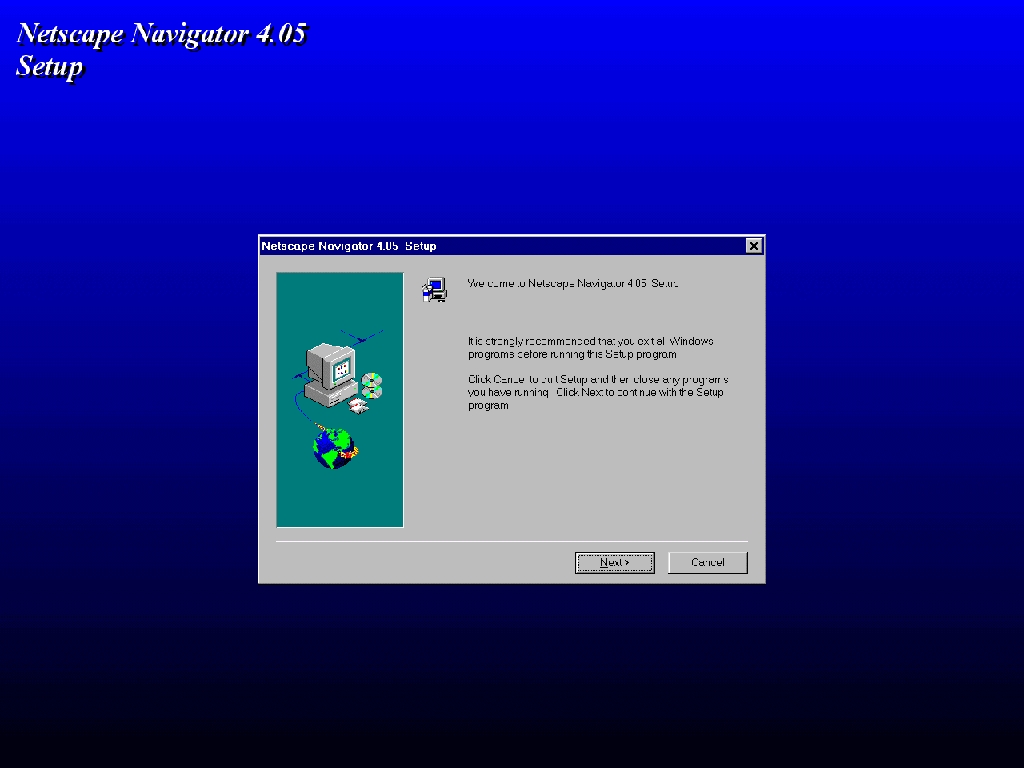 Netscape Navigator 4.05
Setup
Netscape Navigator 4.05 Setup
Welcome to Netscape Navigator 4.05 Setup
It is strongly recommended that you exit all Windows
programs before running this Setup program.
Click Cancel to quit Setup and then close any programs
you have running. Click Next to continue with the Setup
program.
Next >
Cancel